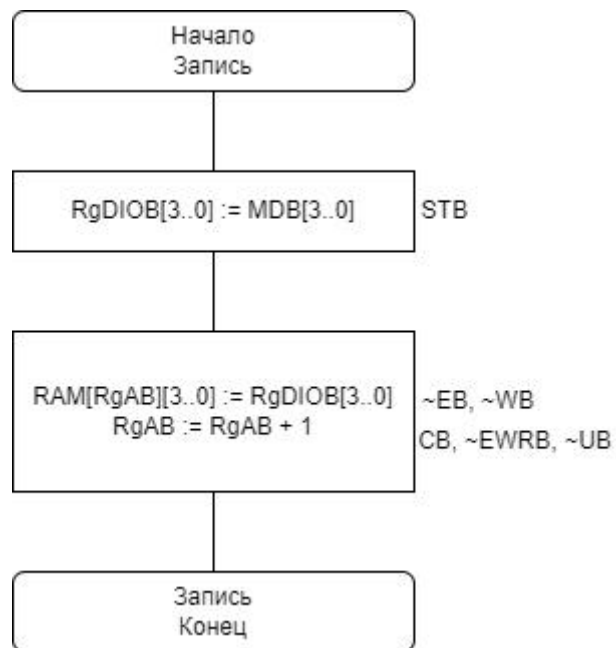 Начало
Запись
RgDIOB[3..0] := MDB[3..0]
STB
RAM[RgAB][3..0] := RgDIOB[3..0]
~EB, ~WB
RgAB := RgAB + 1
CB, ~EWRB, ~UB
Запись
Конец